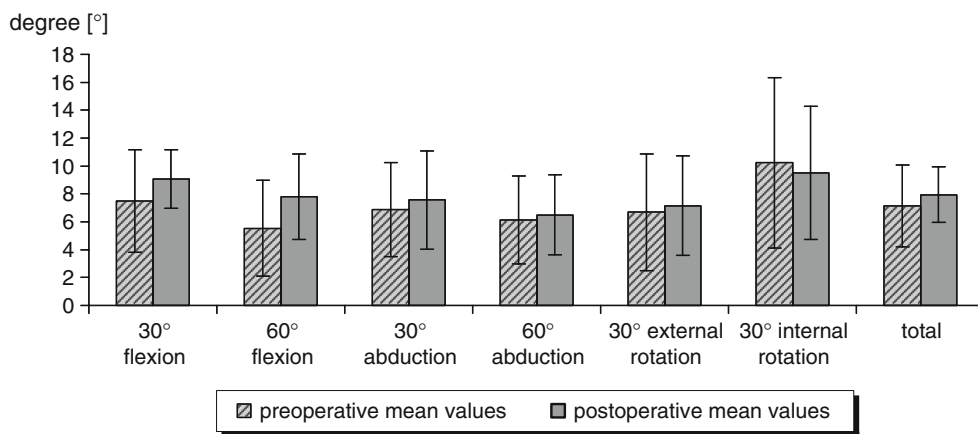 degree [°]
18
16
14
12
10
8
6
4
2
0
30° flexion
60° flexion
30° abduction
60° abduction
30° external rotation
30° internal rotation
total
preoperative mean values
postoperative mean values